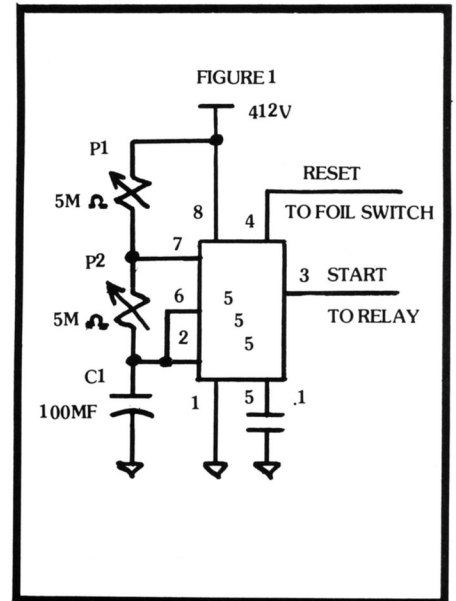 FIGURE 1
412V
P1
5M Ω
RESET
8
4
TO FOIL SWITCH
7
P2
5M Ω
6
2
5
5
5
3 START
TO RELAY
C1
100MF
1
5
.1